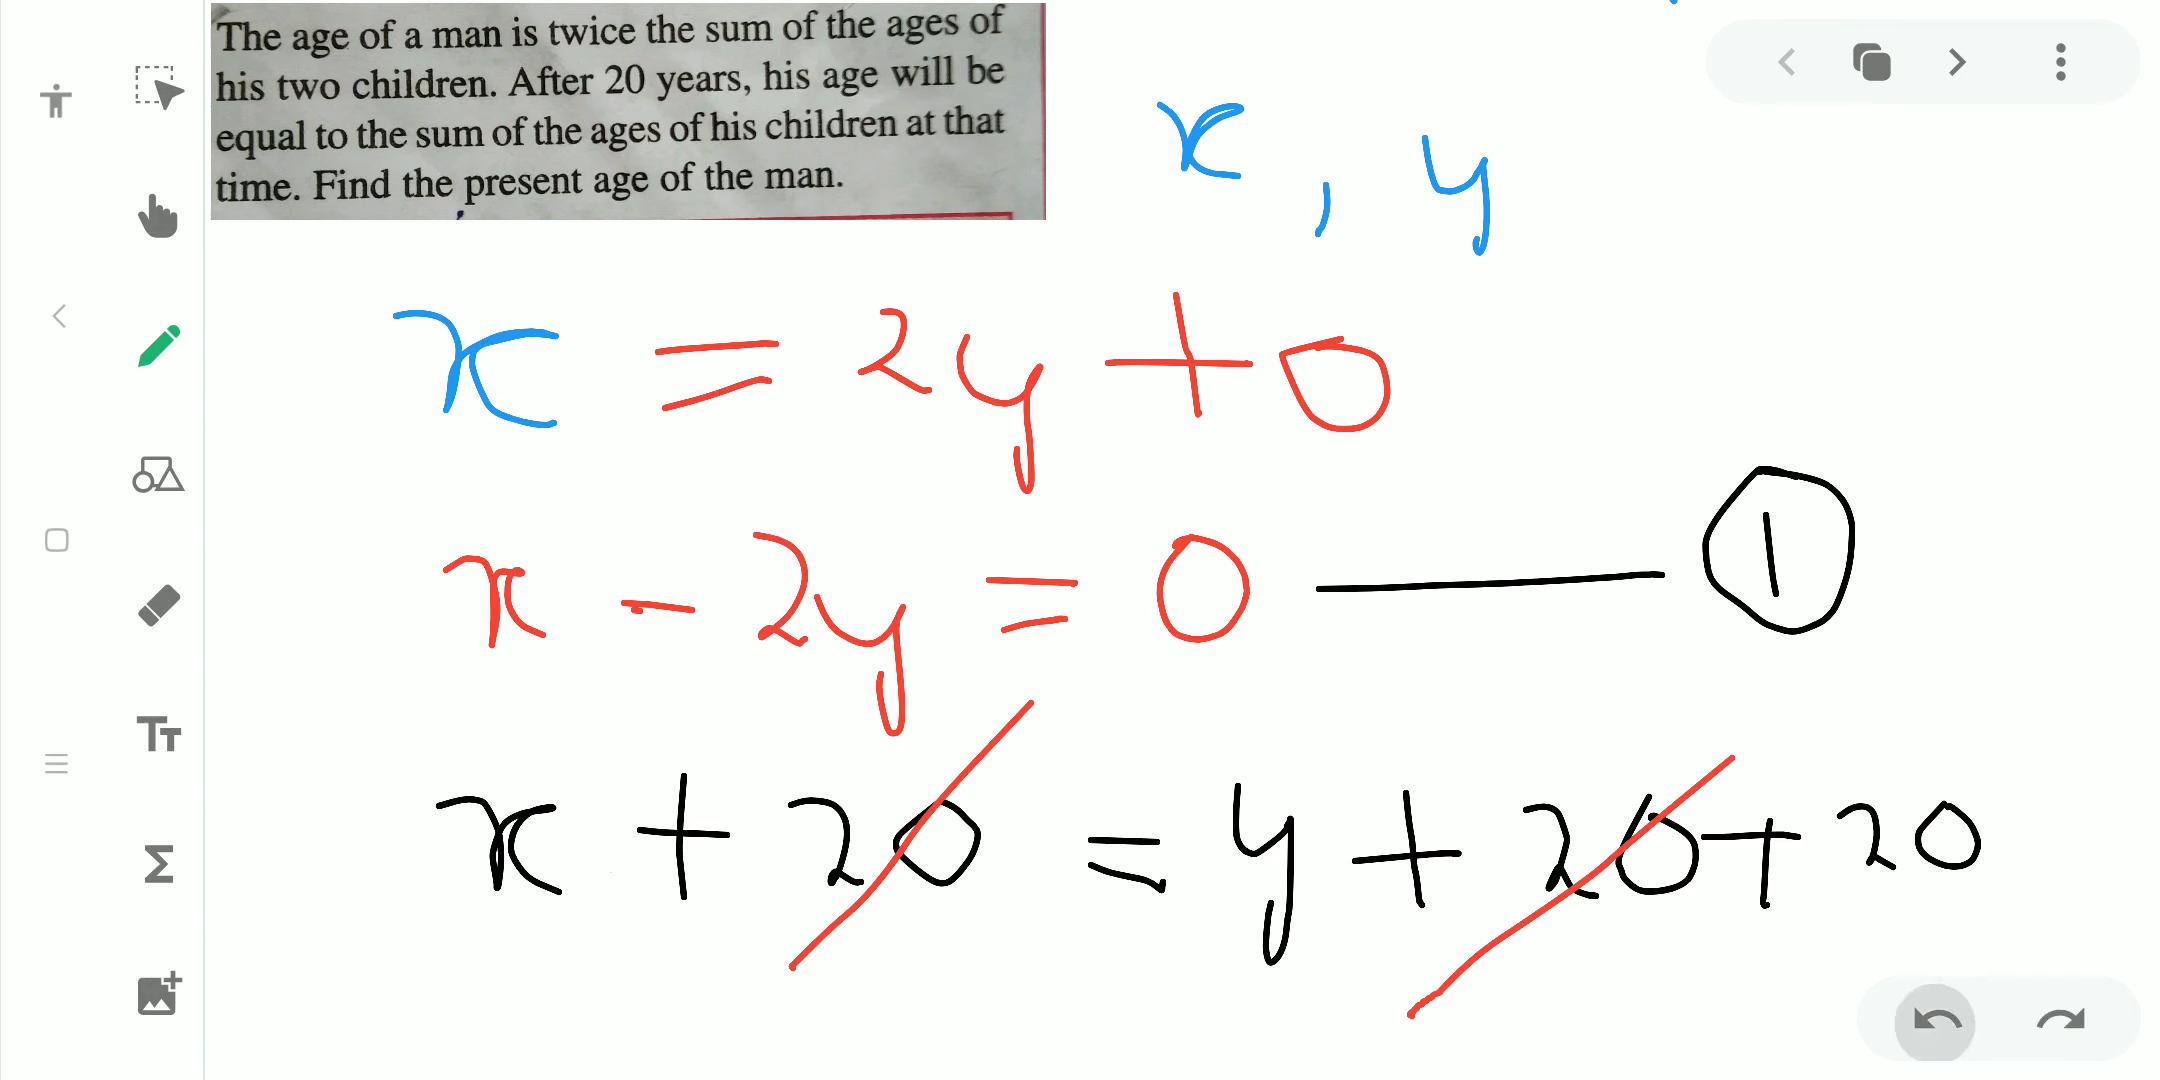 The age of a man is twice the sum of the ages of
his two children. After 20 years, his age will be
equal to the sum of the ages of his children at that
time. Find the present age of the man.
x , y
x = 2y + 0
x - 2y = 0 ——— 1
x + 20 = y + 20 + 20
TT
Σ